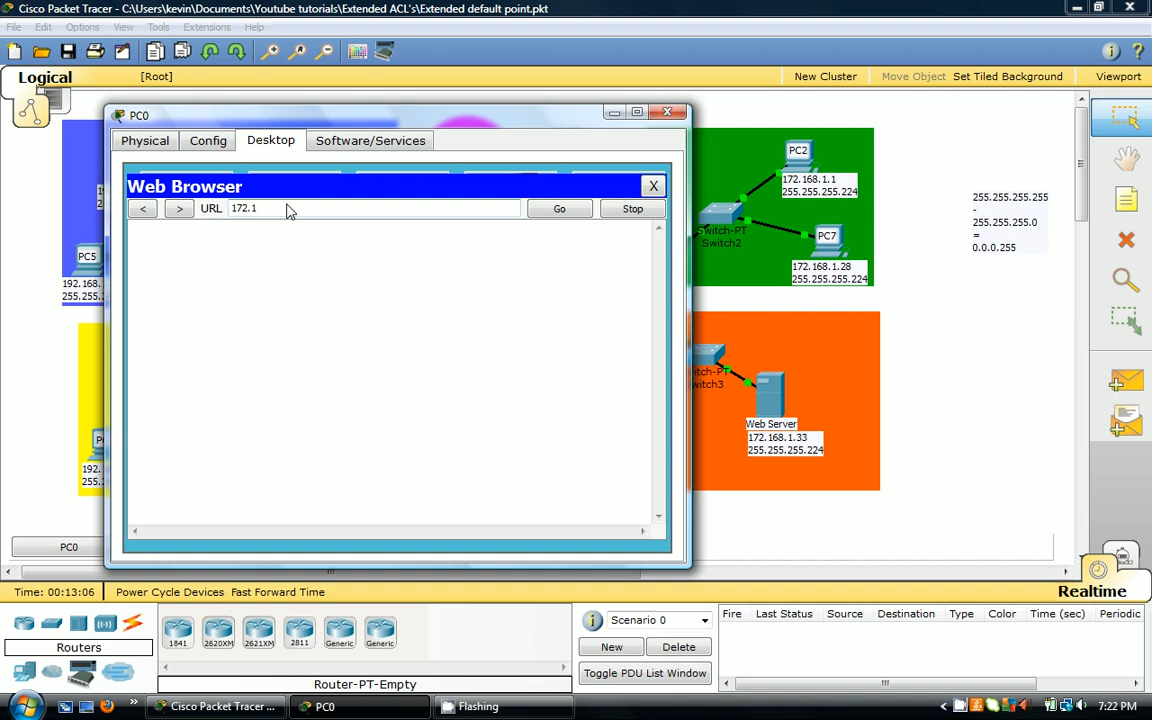 Cisco Packet Tracer - C:\Users\kevin\Documents\Youtube tutorials\Extended ACL's\Extended default point.pkt
File Edit Options View Tools Extensions Help
Logical [Root] New Cluster Move Object Set Tiled Background Viewport
PC0
Physical Config Desktop Software/Services
Web Browser X
< > URL 172.1 Go Stop
PC2
172.168.1.1
255.255.255.224
Switch-PT
Switch2
PC7
172.168.1.28
255.255.255.224
255.255.255.255
-
255.255.255.0
=
0.0.0.255
PC5
192.168.
255.255.
itch-PT
witch3
Web Server
172.168.1.33
255.255.255.224
192.
255.
PC0
Time: 00:13:06 Power Cycle Devices Fast Forward Time Realtime
Routers
1841 2620XM 2621XM 2811 Generic Generic
Router-PT-Empty
Scenario 0
New Delete
Toggle PDU List Window
Fire Last Status Source Destination Type Color Time (sec) Periodic
Cisco Packet Tracer ... PC0 Flashing 7:22 PM